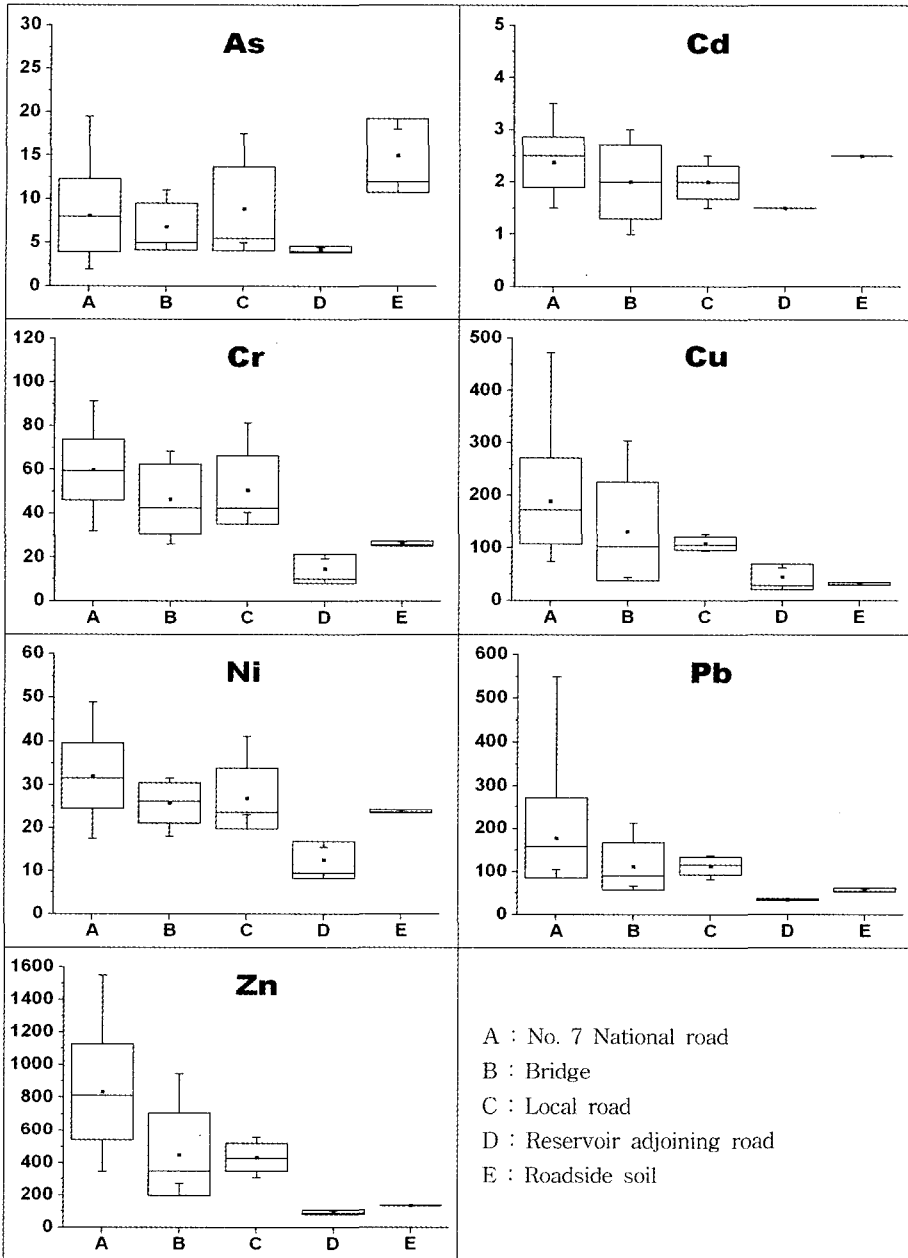 As
30
25
20
15
10
5
0
A B C D E
Cd
5
4
3
2
1
0
A B C D E
Cr
120
100
80
60
40
20
0
A B C D E
Cu
500
400
300
200
100
0
A B C D E
Ni
60
50
40
30
20
10
0
A B C D E
Pb
600
500
400
300
200
100
0
A B C D E
Zn
1600
1400
1200
1000
800
600
400
200
0
A B C D E
A : No. 7 National road
B : Bridge
C : Local road
D : Reservoir adjoining road
E : Roadside soil